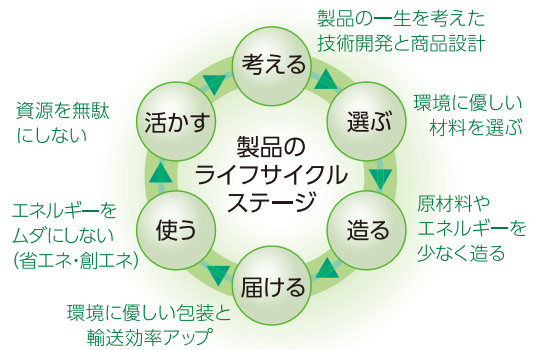 製品の一生を考えた
技術開発と商品設計
考える
環境に優しい
材料を選ぶ
選ぶ
原材料や
エネルギーを
少なく造る
造る
届ける
環境に優しい包装と
輸送効率アップ
使う
エネルギーを
ムダにしない
(省エネ・創エネ)
活かす
資源を無駄
にしない
製品の
ライフサイクル
ステージ